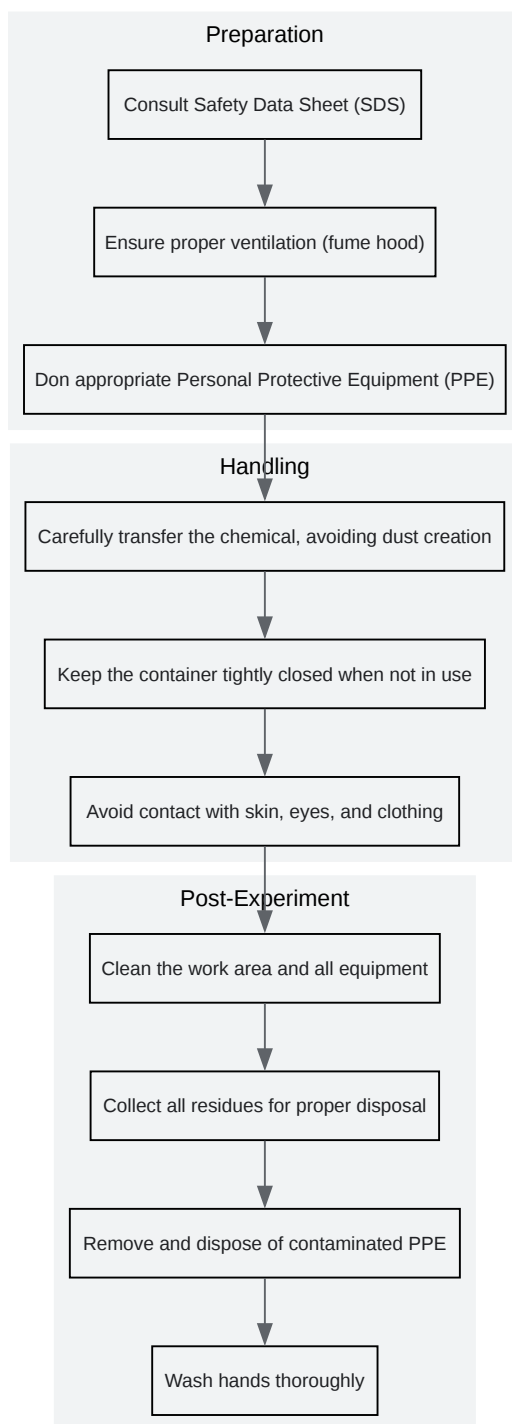 Preparation
Consult Safety Data Sheet (SDS)
Ensure proper ventilation (fume hood)
Don appropriate Personal Protective Equipment (PPE)
Handling
Carefully transfer the chemical, avoiding dust creation
Keep the container tightly closed when not in use
Avoid contact with skin, eyes, and clothing
Post-Experiment
Clean the work area and all equipment
Collect all residues for proper disposal
Remove and dispose of contaminated PPE
Wash hands thoroughly